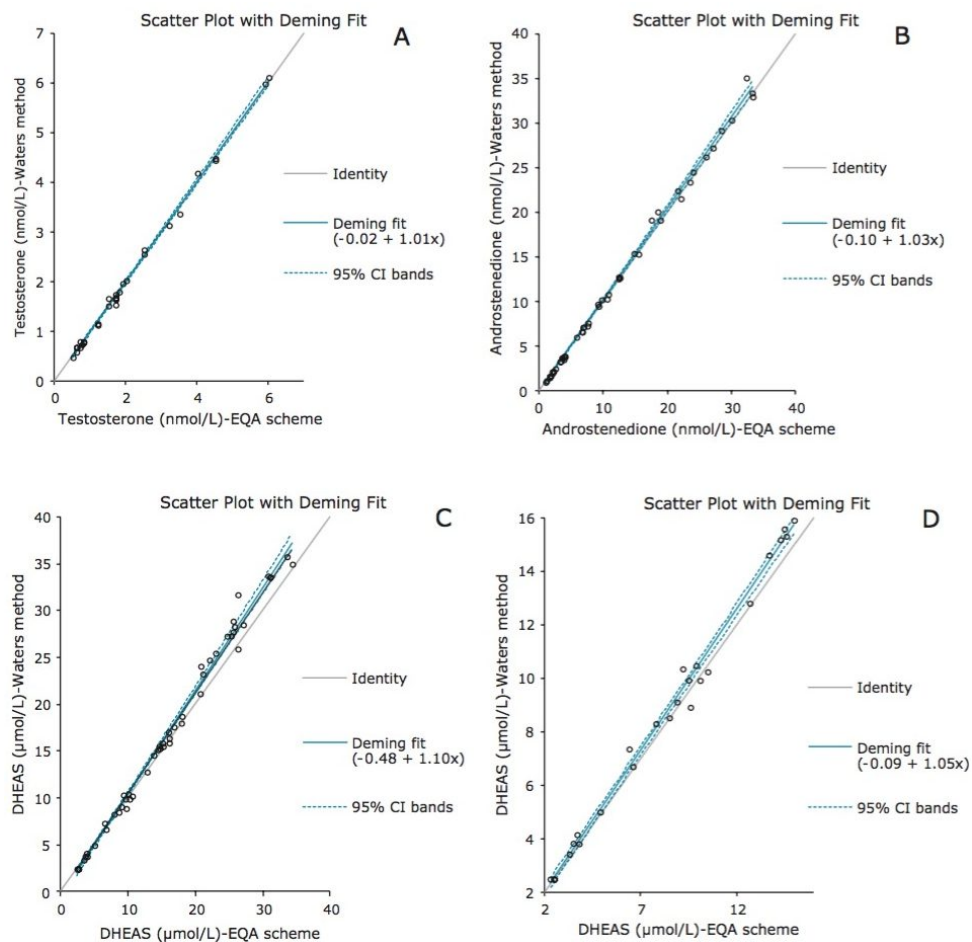 Scatter Plot with Deming Fit
A
7
6
5
4
3
2
1
0
0
2
4
6
Testosterone (nmol/L)-Waters method
Testosterone (nmol/L)-EQA scheme
Identity
Deming fit
(-0.02 + 1.01x)
95% CI bands
Scatter Plot with Deming Fit
B
40
35
30
25
20
15
10
5
0
0
10
20
30
40
Androstenedione (nmol/L)-Waters method
Androstenedione (nmol/L)-EQA scheme
Identity
Deming fit
(-0.10 + 1.03x)
95% CI bands
Scatter Plot with Deming Fit
C
40
35
30
25
20
15
10
5
0
0
10
20
30
40
DHEAS (µmol/L)-Waters method
DHEAS (µmol/L)-EQA scheme
Identity
Deming fit
(-0.48 + 1.10x)
95% CI bands
Scatter Plot with Deming Fit
D
16
14
12
10
8
6
4
2
2
7
12
DHEAS (µmol/L)-Waters method
DHEAS (µmol/L)-EQA scheme
Identity
Deming fit
(-0.09 + 1.05x)
95% CI bands